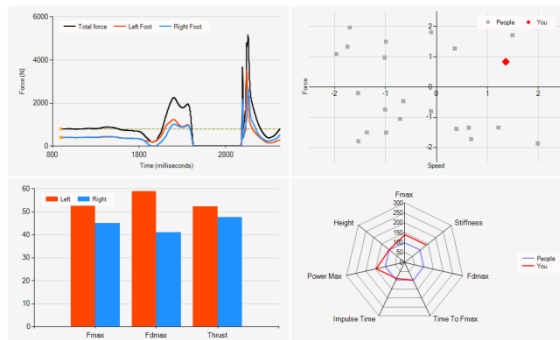 Total force Left Foot Right Foot
6000
4000
2000
0
Force (N)
900 1800 2800
Time (milliseconds)
People You
2
1
-1
-2
-2 -1 0 1 2
Force
Speed
Left Right
60
50
40
30
20
10
0
Fmax Fdmax Thrust
Fmax
300
250
200
150
100
50
0
Height Stiffness
Power Max Fdmax
Impulse Time Time To Fmax
People
You